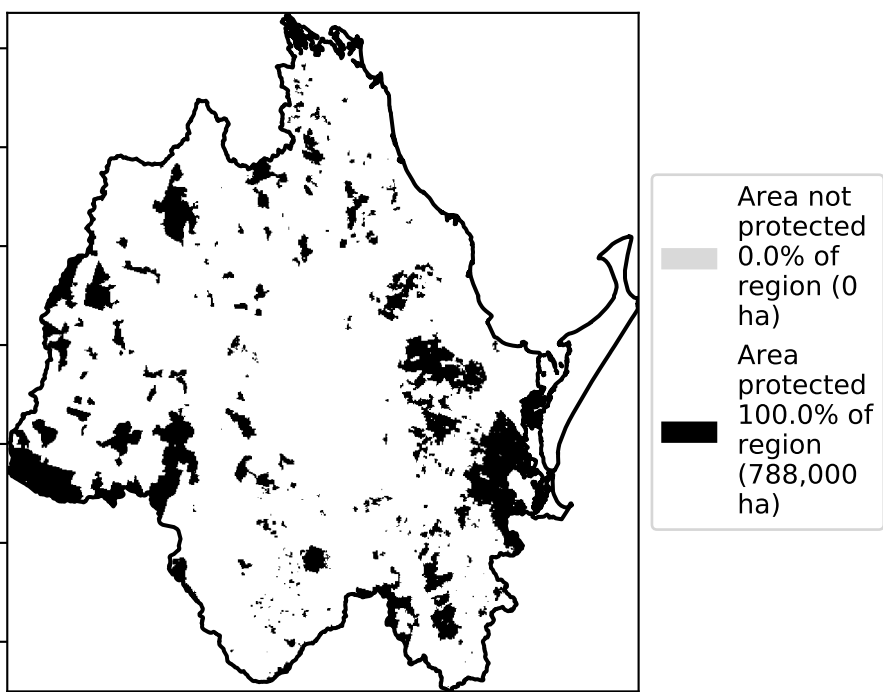 Area not
protected
0.0% of
region (0
ha)
Area
protected
100.0% of
region
(788,000
ha)